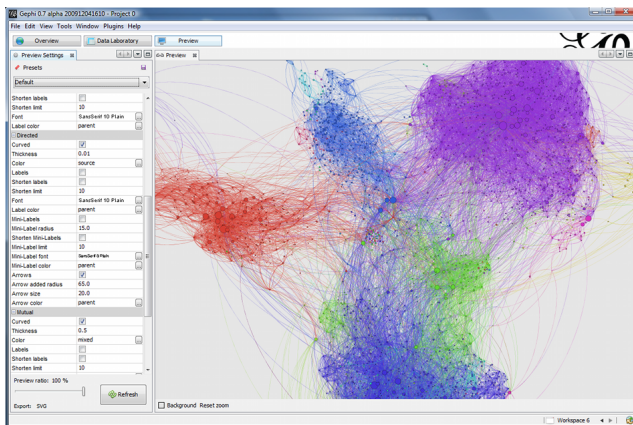 Gephi 0.7 alpha 200912041610 - Project 0
File Edit View Tools Window Plugins Help
Overview Data Laboratory Preview
Preview Settings
Presets
Default
Shorten labels
Shorten limit 10
Font SansSerif 10 Plain
Label color parent
Directed
Curved
Thickness 0.01
Color source
Labels
Shorten labels
Shorten limit 10
Font SansSerif 10 Plain
Label color parent
Mini-Labels
Mini-Label radius 15.0
Shorten Mini-Labels
Mini-Label limit 10
Mini-Label font SansSerif 8 Plain
Mini-Label color parent
Arrows
Arrow added radius 65.0
Arrow size 20.0
Arrow color parent
Mutual
Curved
Thickness 0.5
Color mixed
Labels
Shorten labels
Shorten limit 10
Preview ratio: 100 %
Refresh
Export: SVG
Preview
Background Reset zoom
Workspace 6